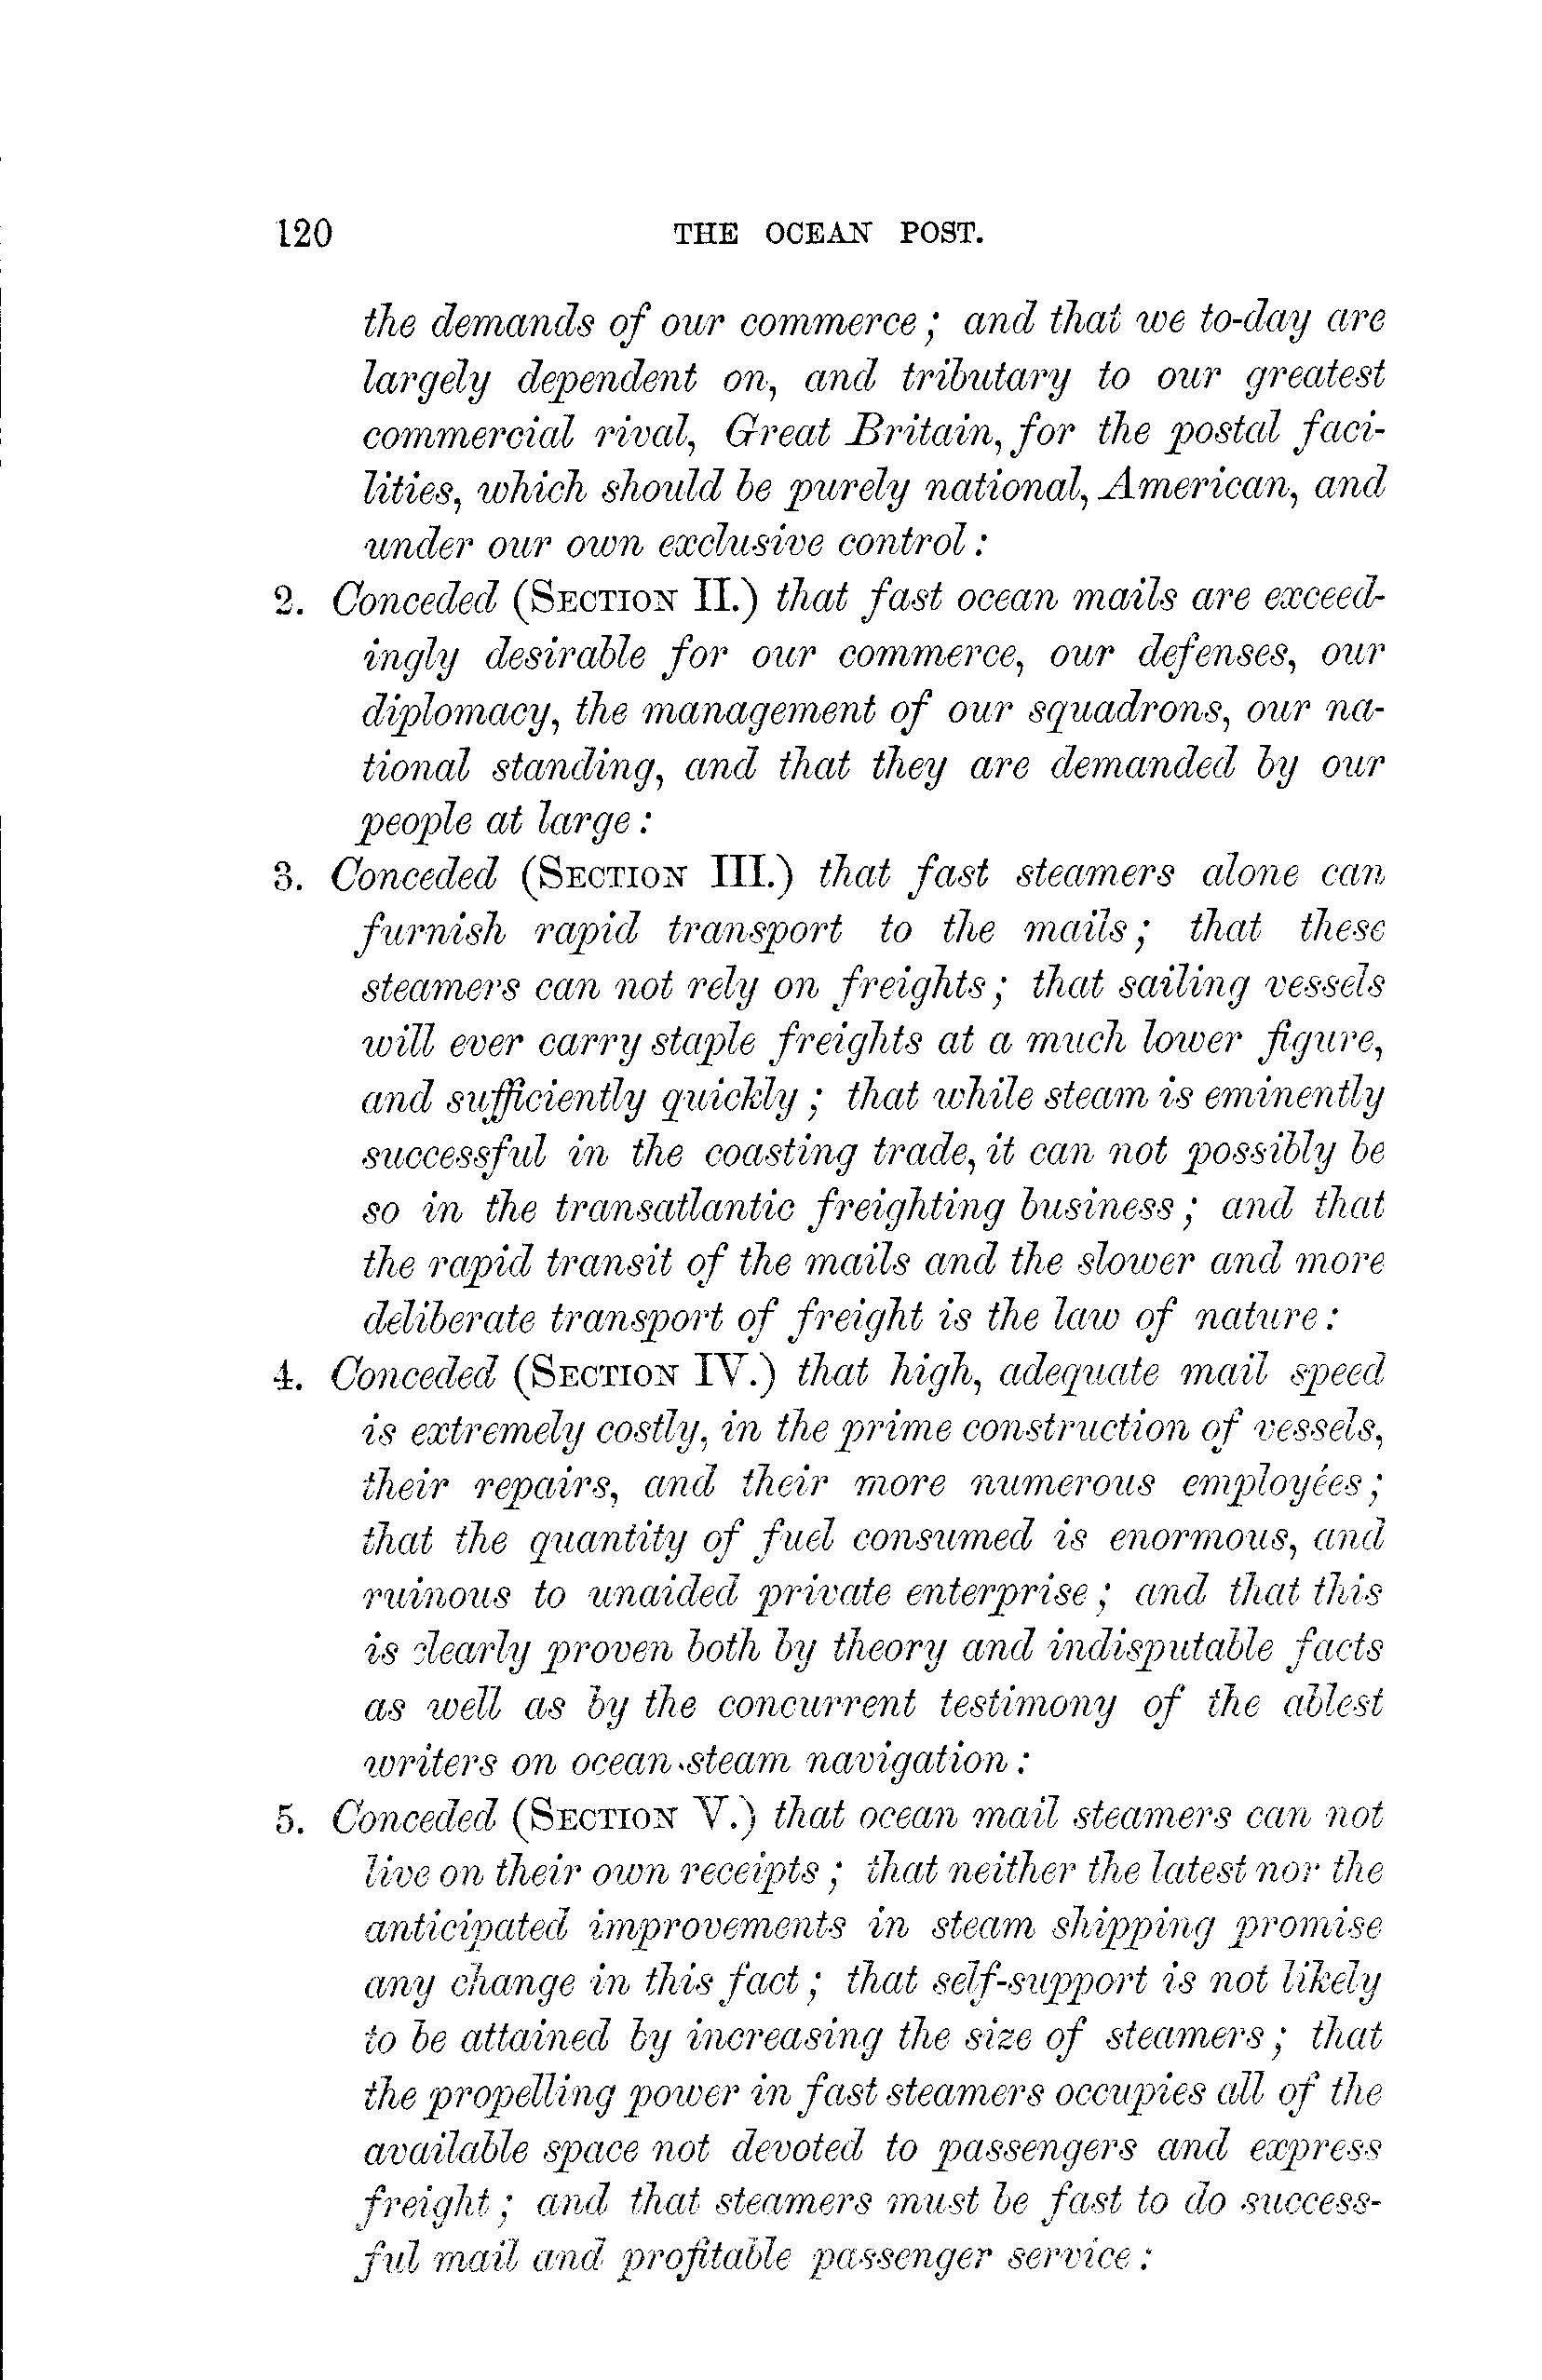 120 THE OCEAN POST.
the demands of our commerce; and that we to-day are
largely dependent on, and tributary to our greatest
commercial rival, Great Britain, for the postal faci-
lities, which should be purely national, American, and
under our own exclusive control:
2. Conceded (SECTION II.) that fast ocean mails are exceed-
ingly desirable for our commerce, our defenses, our
diplomacy, the management of our squadrons, our na-
tional standing, and that they are demanded by our
people at large:
3. Conceded (SECTION III.) that fast steamers alone can
furnish rapid transport to the mails; that these
steamers can not rely on freights; that sailing vessels
will ever carry staple freights at a much lower figure,
and sufficiently quickly; that while steam is eminently
successful in the coasting trade, it can not possibly be
so in the transatlantic freighting business; and that
the rapid transit of the mails and the slower and more
deliberate transport of freight is the law of nature:
4. Conceded (SECTION IV.) that high, adequate mail speed
is extremely costly, in the prime construction of vessels,
their repairs, and their more numerous employées;
that the quantity of fuel consumed is enormous, and
ruinous to unaided private enterprise; and that this
is clearly proven both by theory and indisputable facts
as well as by the concurrent testimony of the ablest
writers on ocean steam navigation:
5. Conceded (SECTION V.) that ocean mail steamers can not
live on their own receipts; that neither the latest nor the
anticipated improvements in steam shipping promise
any change in this fact; that self-support is not likely
to be attained by increasing the size of steamers; that
the propelling power in fast steamers occupies all of the
available space not devoted to passengers and express
freight; and that steamers must be fast to do success-
ful mail and profitable passenger service: